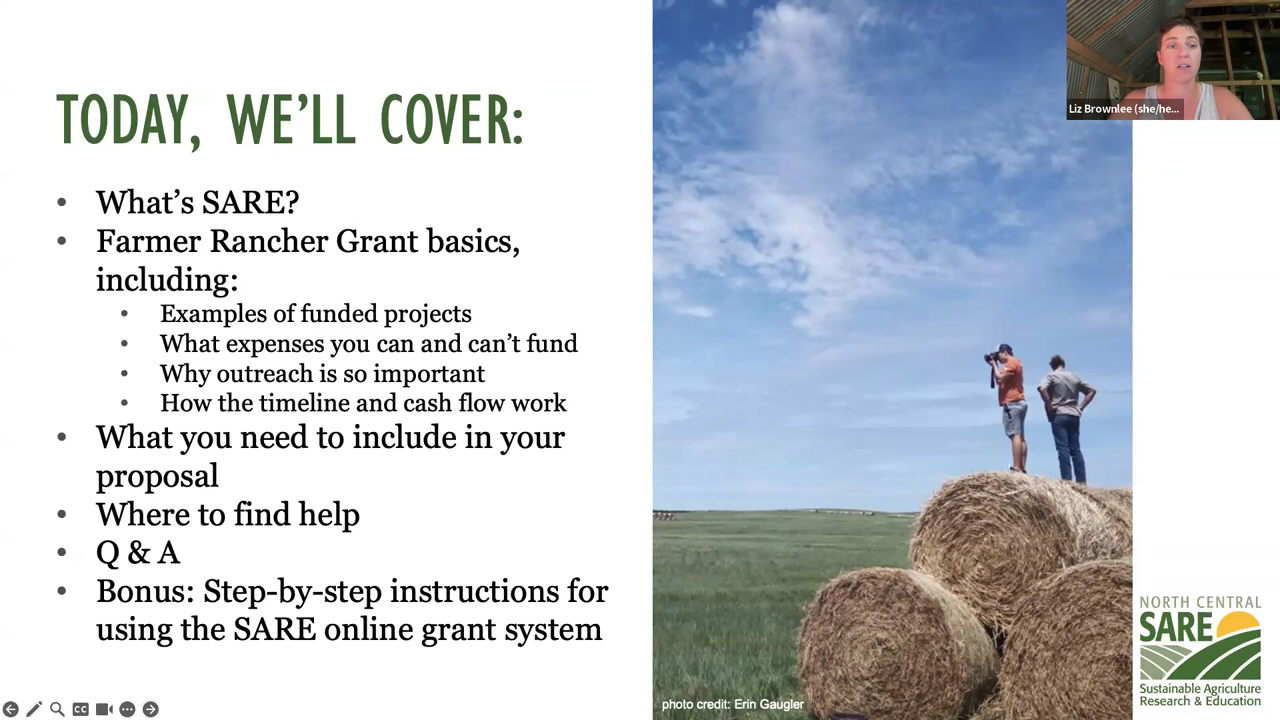 TODAY, WE'LL COVER:
• What's SARE?
• Farmer Rancher Grant basics,
including:
• Examples of funded projects
• What expenses you can and can't fund
• Why outreach is so important
• How the timeline and cash flow work
• What you need to include in your
proposal
• Where to find help
• Q & A
• Bonus: Step-by-step instructions for
using the SARE online grant system
photo credit: Erin Gaugler
Liz Brownlee (she/he...
NORTH CENTRAL
SARE
Sustainable Agriculture
Research & Education
CC